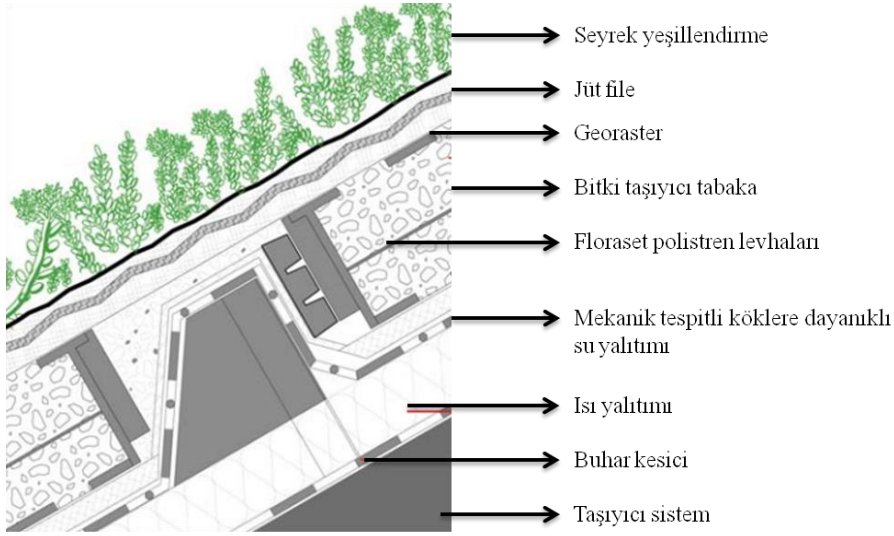 Seyrek yeşillendirme
Jüt file
Georaster
Bitki taşıyıcı tabaka
Floraset polistren levhaları
Mekanik tespitli köklere dayanıklı
su yalıtımı
Isı yalıtımı
Buhar kesici
Taşıyıcı sistem